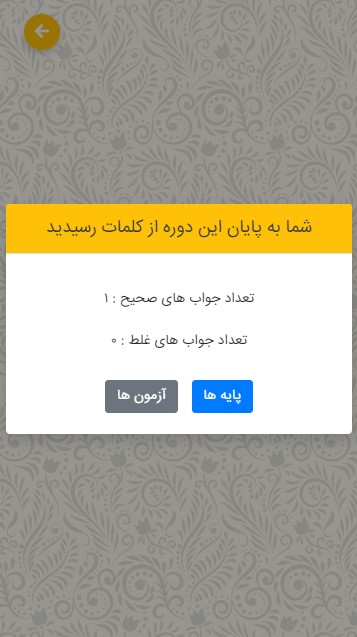 شما به پایان این دوره از کلمات رسیدید
تعداد جواب های صحیح : ۱
تعداد جواب های غلط : ۰
پایه ها
آزمون ها